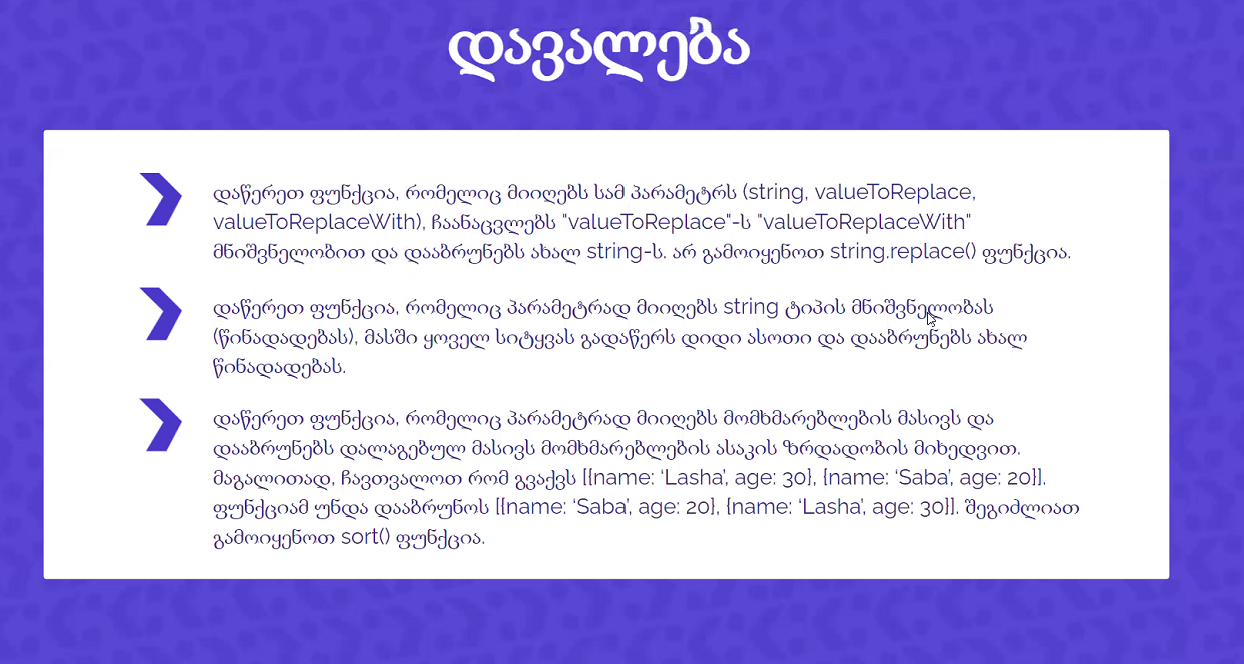 დავალება
დაწერეთ ფუნქცია, რომელიც მიიღებს სამ პარამეტრს (string, valueToReplace,
valueToReplaceWith), ჩაანაცვლებს "valueToReplace"-ს "valueToReplaceWith"
მნიშვნელობით და დააბრუნებს ახალ string-ს. არ გამოიყენოთ string.replace() ფუნქცია.
დაწერეთ ფუნქცია, რომელიც პარამეტრად მიიღებს string ტიპის მნიშვნელობას
(წინადადებას), მასში ყოველ სიტყვას გადაწერს დიდი ასოთი და დააბრუნებს ახალ
წინადადებას.
დაწერეთ ფუნქცია, რომელიც პარამეტრად მიიღებს მომხმარებლების მასივს და
დააბრუნებს დალაგებულ მასივს მომხმარებლების ასაკის ზრდადობის მიხედვით.
მაგალითად, ჩავთვალოთ რომ გვაქვს [{name: ‘Lasha’, age: 30}, {name: ‘Saba’, age: 20}].
ფუნქციამ უნდა დააბრუნოს [{name: ‘Saba’, age: 20}, {name: ‘Lasha’, age: 30}]. შეგიძლიათ
გამოიყენოთ sort() ფუნქცია.